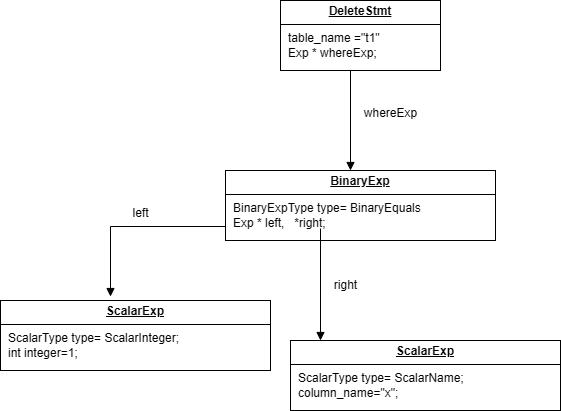 DeleteStmt
table_name ="t1"
Exp * whereExp;
whereExp
BinaryExp
BinaryExpType type= BinaryEquals
Exp * left,   *right;
left
right
ScalarExp
ScalarType type= ScalarInteger;
int integer=1;
ScalarExp
ScalarType type= ScalarName;
column_name="x";